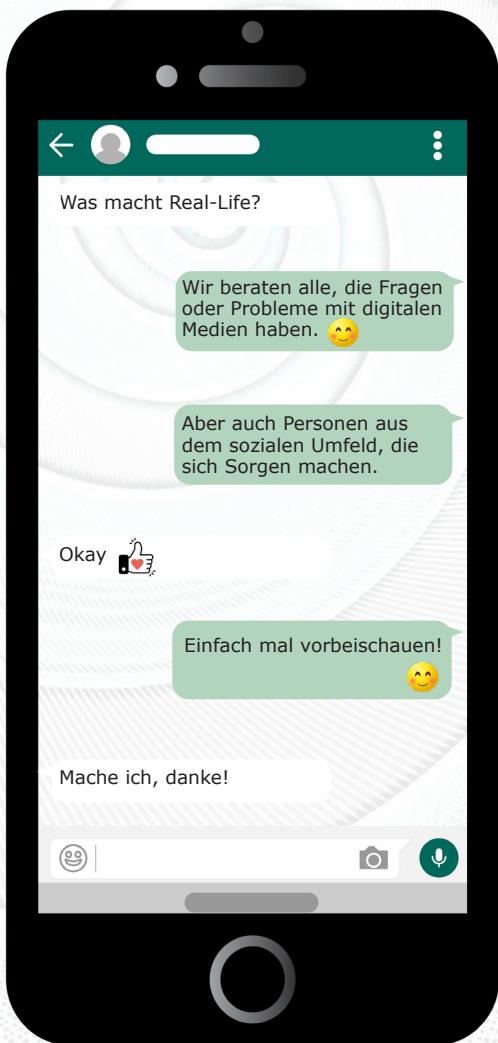 Was macht Real-Life?
Wir beraten alle, die Fragen
oder Probleme mit digitalen
Medien haben. 😊
Aber auch Personen aus
dem sozialen Umfeld, die
sich Sorgen machen.
Okay
Einfach mal vorbeischauen!
😊
Mache ich, danke!